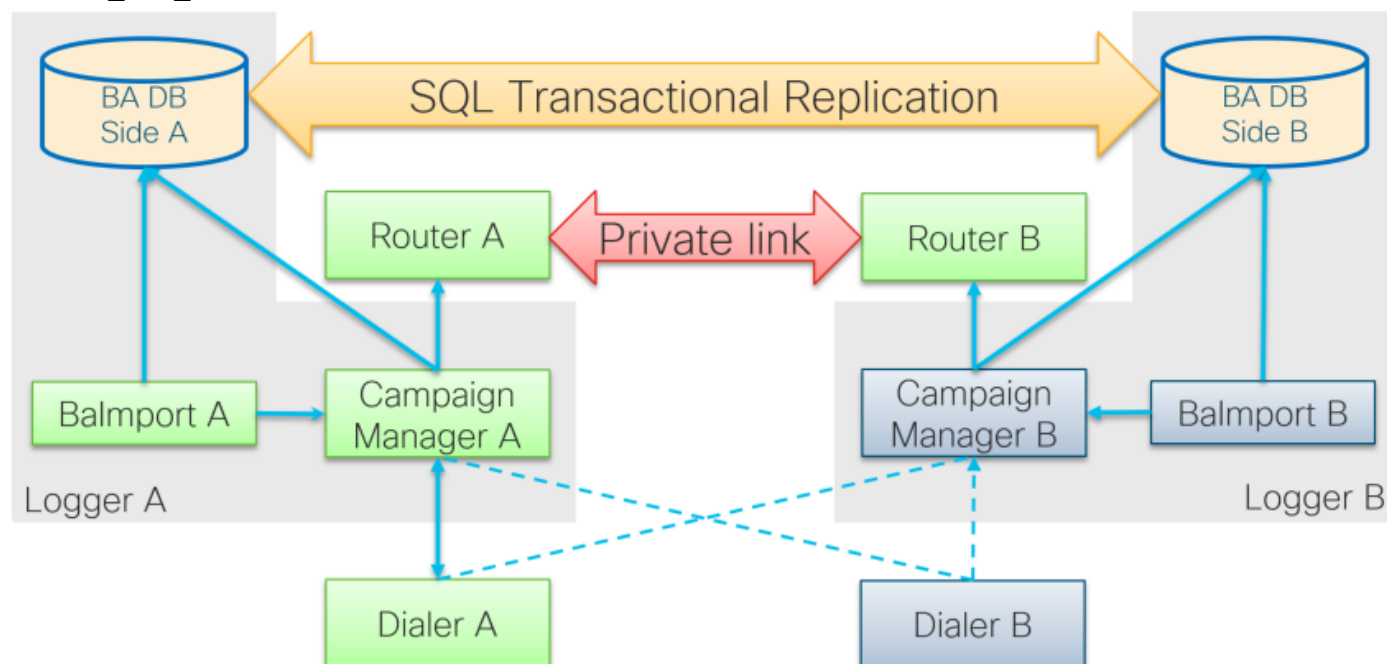 BA DB
Side A
SQL Transactional Replication
BA DB
Side B
Router A
Private link
Router B
BaImport A
Campaign
Manager A
Campaign
Manager B
BaImport B
Logger A
Logger B
Dialer A
Dialer B